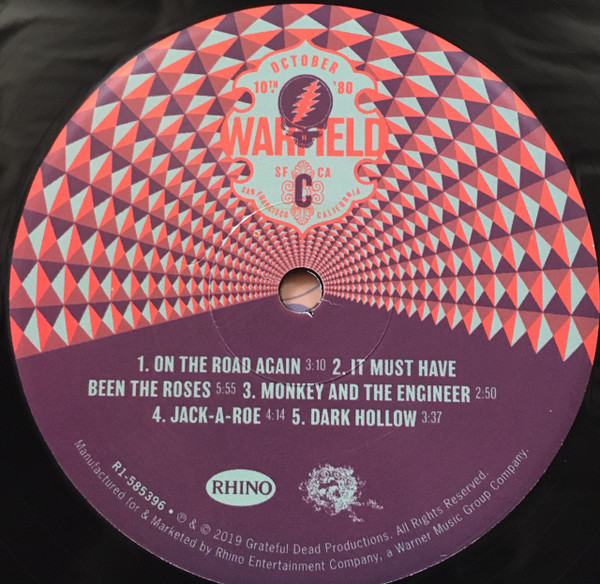 OCTOBER
10TH '80
WARFIELD
SF CA
C
SAN FRANCISCO CALIFORNIA
1. ON THE ROAD AGAIN 3:10 2. IT MUST HAVE
BEEN THE ROSES 5:55 3. MONKEY AND THE ENGINEER 2:50
4. JACK-A-ROE 4:14 5. DARK HOLLOW 3:37
RHINO
R1-585396 • ℗ & © 2019 Grateful Dead Productions. All Rights Reserved.
Manufactured for & Marketed by Rhino Entertainment Company, a Warner Music Group Company.